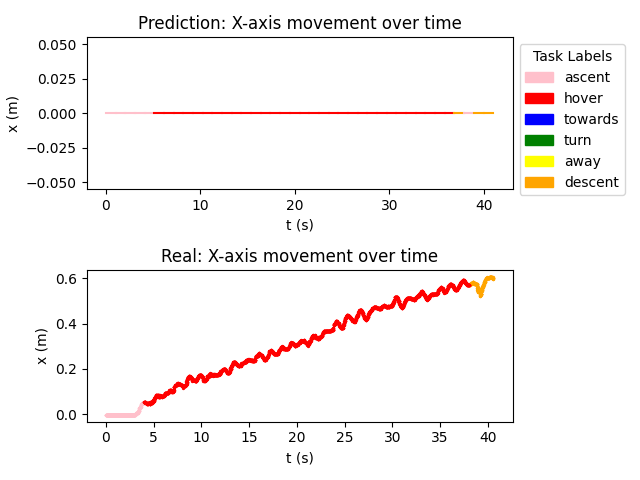 Prediction: X-axis movement over time
0.050
0.025
0.000
−0.025
−0.050
x (m)
0
10
20
30
40
t (s)
Task Labels
ascent
hover
towards
turn
away
descent
Real: X-axis movement over time
0.6
0.4
0.2
0.0
x (m)
0
5
10
15
20
25
30
35
40
t (s)